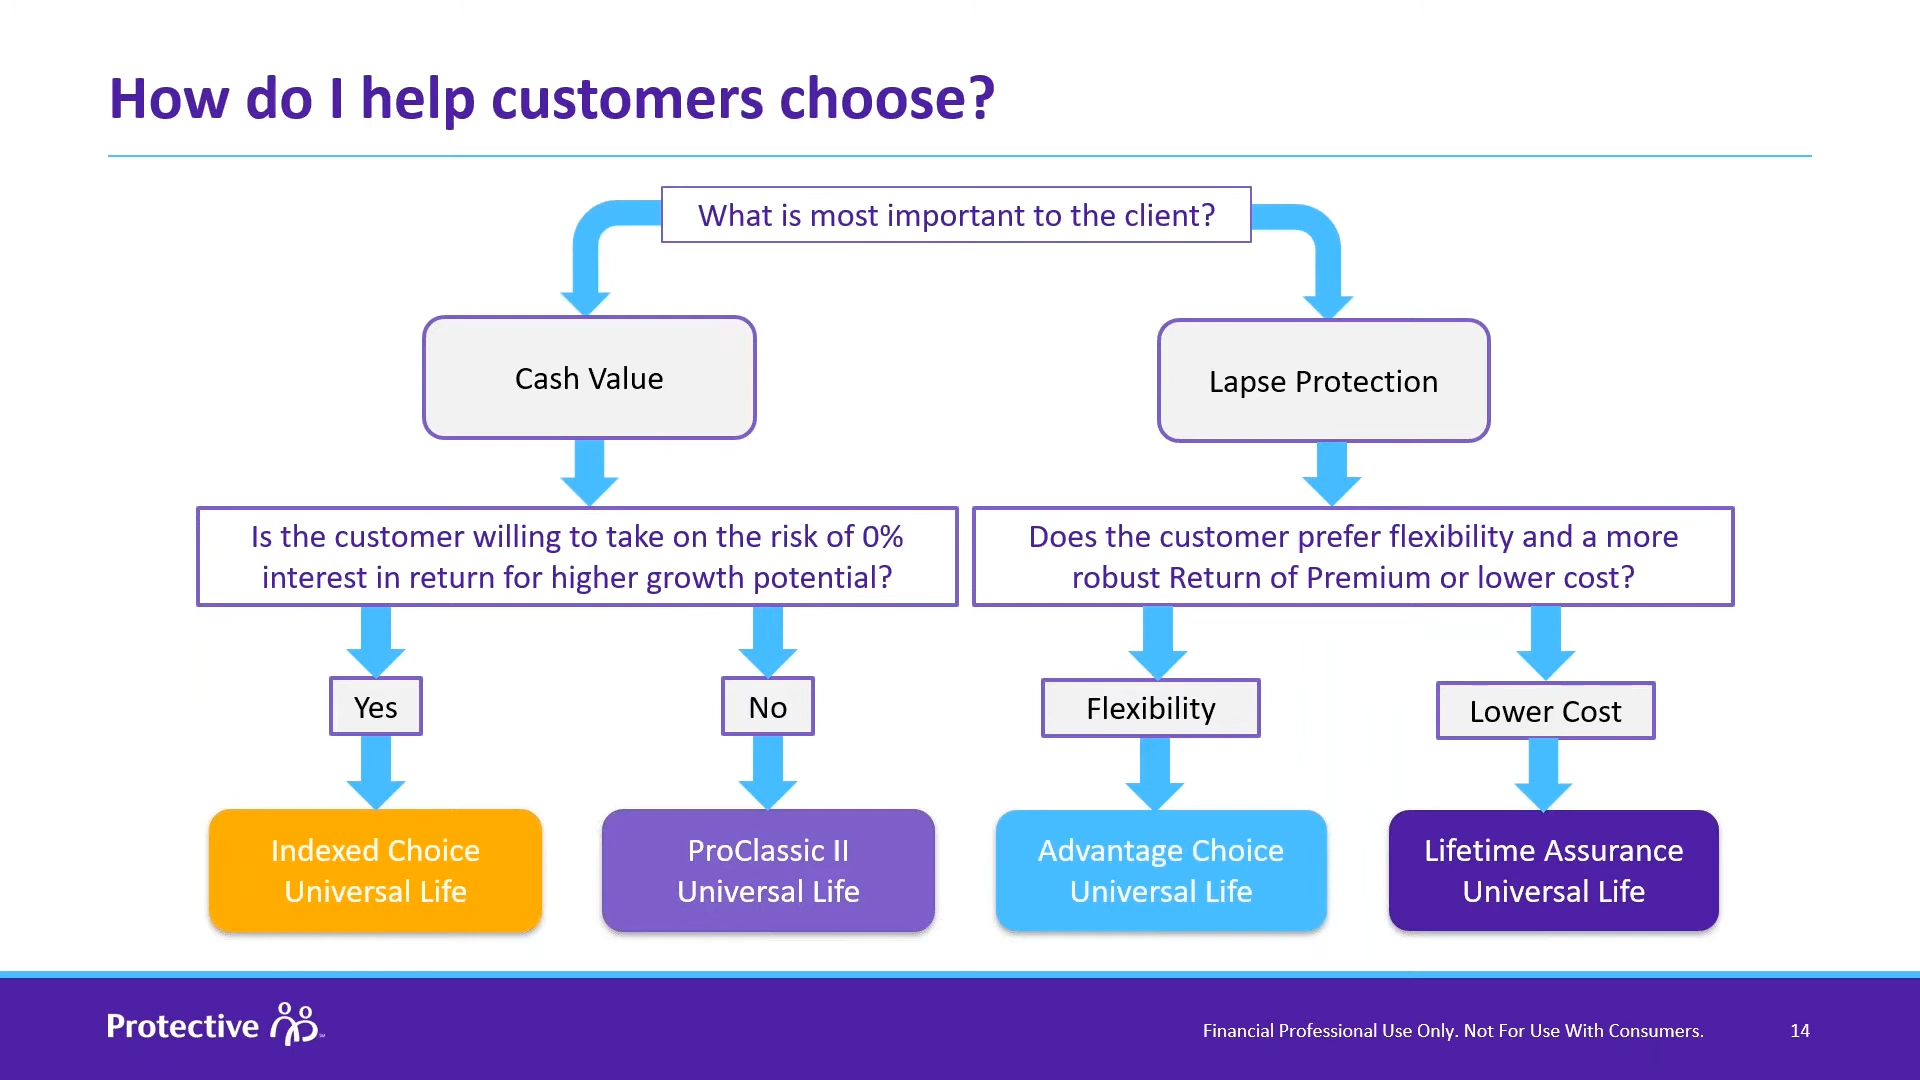 How do I help customers choose?
What is most important to the client?
Cash Value
Lapse Protection
Is the customer willing to take on the risk of 0%
interest in return for higher growth potential?
Does the customer prefer flexibility and a more
robust Return of Premium or lower cost?
Yes
No
Flexibility
Lower Cost
Indexed Choice
Universal Life
ProClassic II
Universal Life
Advantage Choice
Universal Life
Lifetime Assurance
Universal Life
Protective
Financial Professional Use Only. Not For Use With Consumers.
14